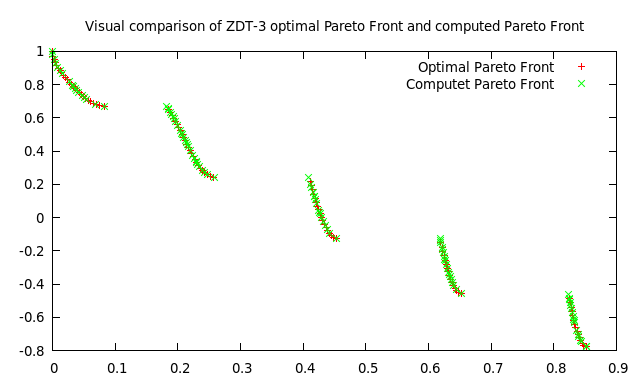 Visual comparison of ZDT-3 optimal Pareto Front and computed Pareto Front
Optimal Pareto Front
Computet Pareto Front
1
0.8
0.6
0.4
0.2
0
-0.2
-0.4
-0.6
-0.8
0 0.1 0.2 0.3 0.4 0.5 0.6 0.7 0.8 0.9